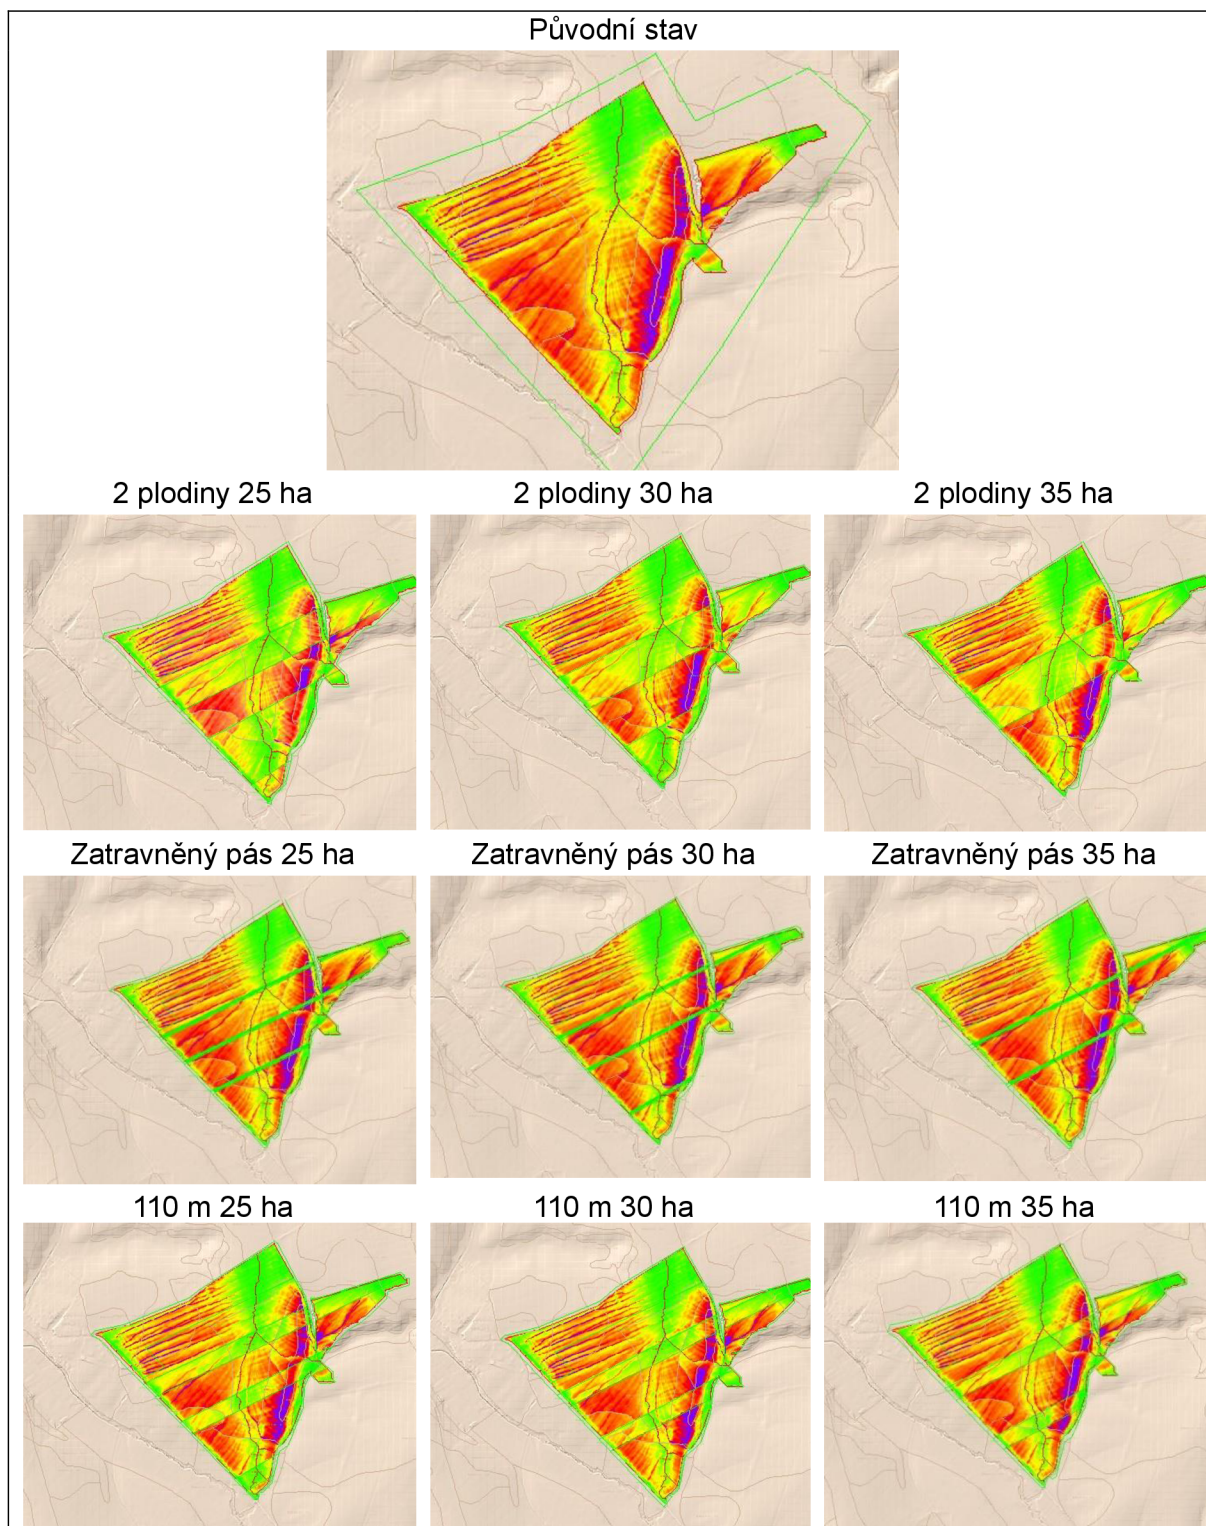 Původní stav
2 plodiny 25 ha
2 plodiny 30 ha
2 plodiny 35 ha
Zatravněný pás 25 ha
Zatravněný pás 30 ha
Zatravněný pás 35 ha
110 m 25 ha
110 m 30 ha
110 m 35 ha